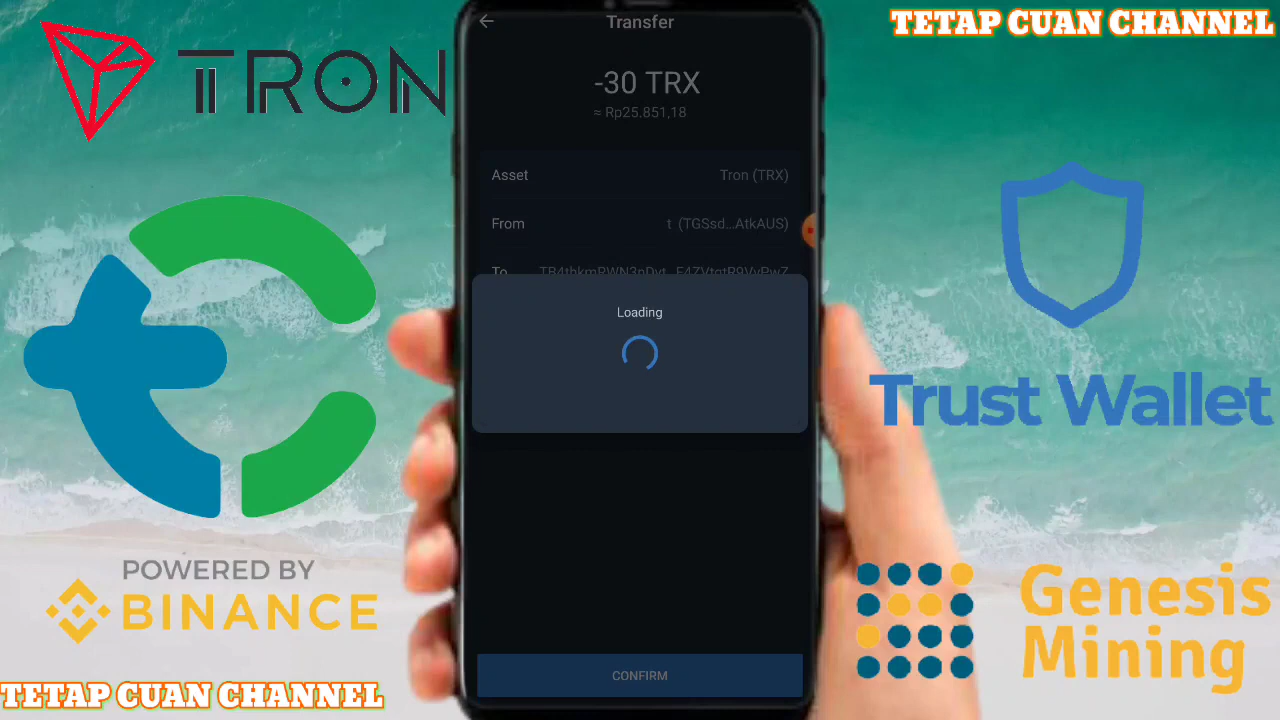 TETAP CUAN CHANNEL
TRON
Transfer
-30 TRX
≈ Rp25.851,18
Asset
Tron (TRX)
From
t (TGSsd...AtkAUS)
To
Loading
CONFIRM
Trust Wallet
POWERED BY
BINANCE
Genesis
Mining
TETAP CUAN CHANNEL